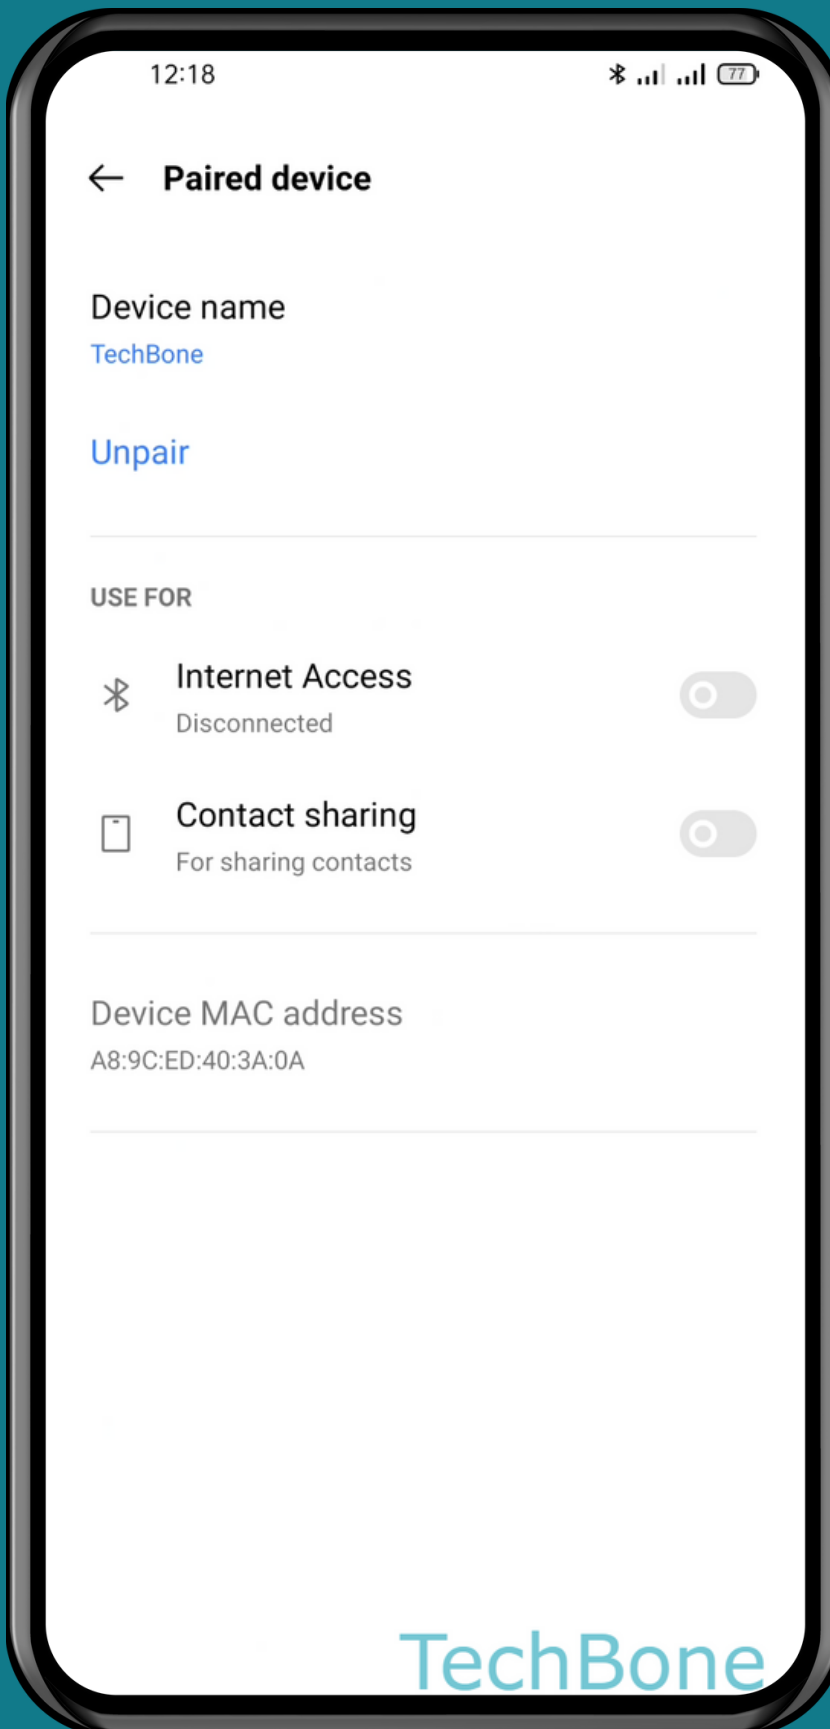 12:18
77
Paired device
Device name
TechBone
Unpair
USE FOR
Internet Access
Disconnected
Contact sharing
For sharing contacts
Device MAC address
A8:9C:ED:40:3A:0A
TechBone